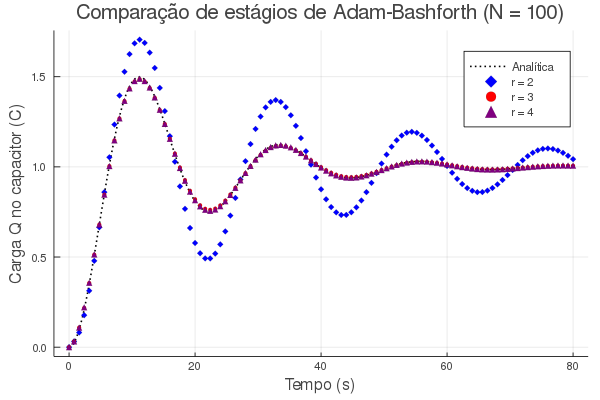 Comparação de estágios de Adam-Bashforth (N = 100)
Carga Q no capacitor (C)
1.5
1.0
0.5
0.0
Analítica
r = 2
r = 3
r = 4
0
20
40
60
80
Tempo (s)